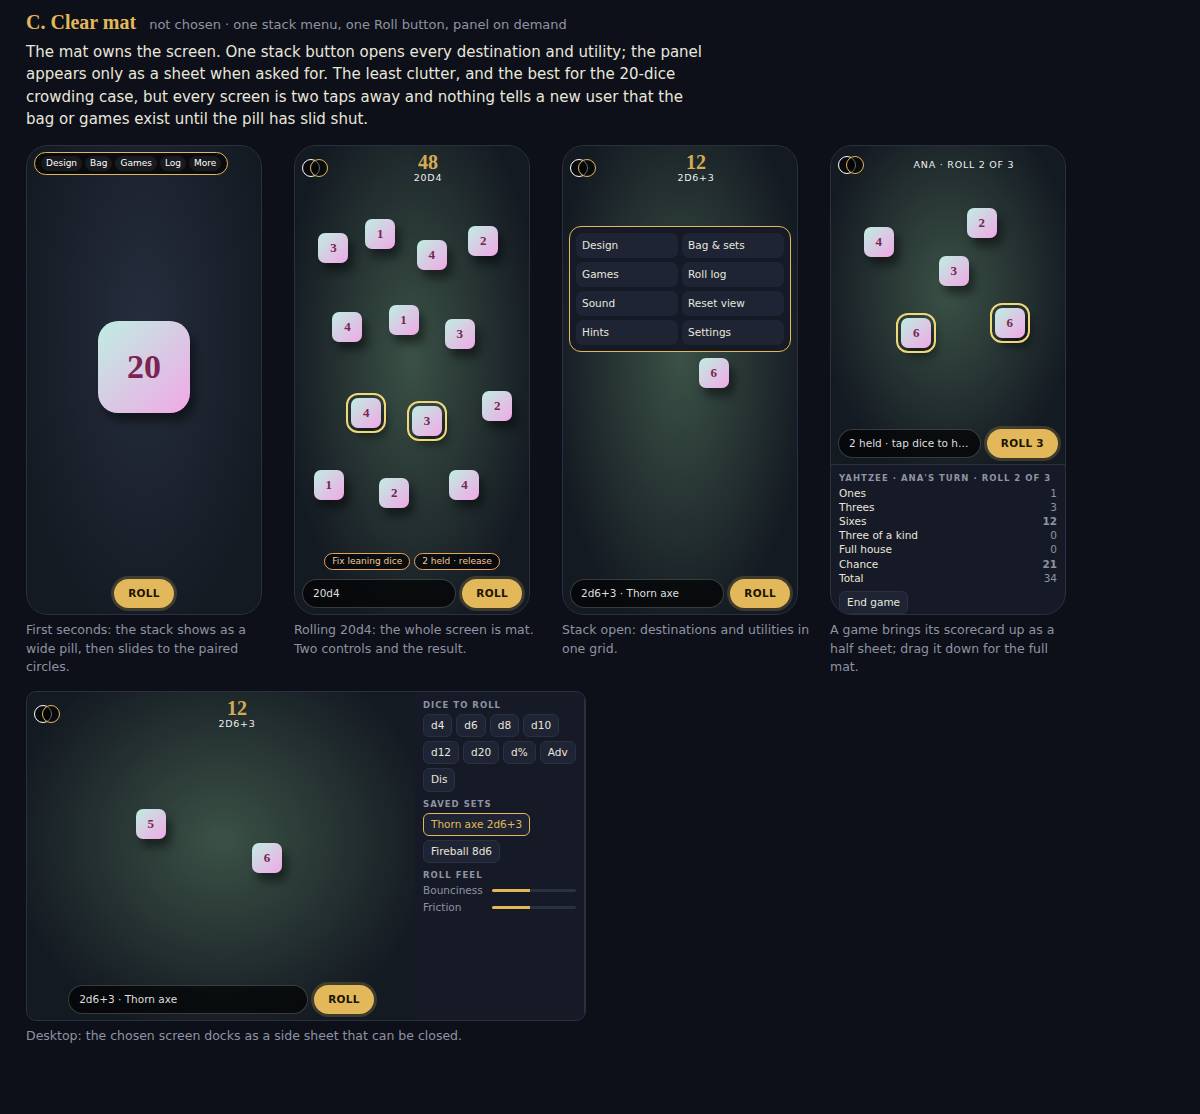 C. Clear mat not chosen · one stack menu, one Roll button, panel on demand
The mat owns the screen. One stack button opens every destination and utility; the panel
appears only as a sheet when asked for. The least clutter, and the best for the 20-dice
crowding case, but every screen is two taps away and nothing tells a new user that the
bag or games exist until the pill has slid shut.
Design Bag Games Log More
20
ROLL
First seconds: the stack shows as a
wide pill, then slides to the paired
circles.
48
20D4
3 1 4 2
4 1 3
4 3 2
1 2 4
Fix leaning dice 2 held · release
20d4 ROLL
Rolling 20d4: the whole screen is mat.
Two controls and the result.
12
2D6+3
Design Bag & sets
Games Roll log
Sound Reset view
Hints Settings
6
2d6+3 · Thorn axe ROLL
Stack open: destinations and utilities in
one grid.
ANA · ROLL 2 OF 3
4 2
3
6 6
2 held · tap dice to h... ROLL 3
YAHTZEE · ANA'S TURN · ROLL 2 OF 3
Ones 1
Threes 3
Sixes 12
Three of a kind 0
Full house 0
Chance 21
Total 34
End game
A game brings its scorecard up as a
half sheet; drag it down for the full
mat.
12
2D6+3
5
6
2d6+3 · Thorn axe ROLL
DICE TO ROLL
d4 d6 d8 d10
d12 d20 d% Adv
Dis
SAVED SETS
Thorn axe 2d6+3
Fireball 8d6
ROLL FEEL
Bounciness
Friction
Desktop: the chosen screen docks as a side sheet that can be closed.